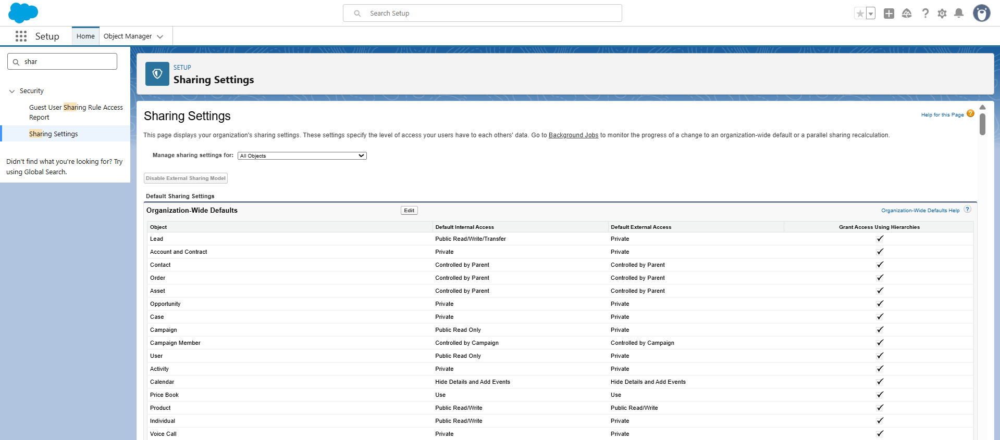 Search Setup
Setup
Home
Object Manager
shar
Security
Guest User Sharing Rule Access
Report
Sharing Settings
Didn't find what you're looking for? Try
using Global Search.
SETUP
Sharing Settings
Sharing Settings
Help for this Page ?
This page displays your organization's sharing settings. These settings specify the level of access your users have to each others' data. Go to Background Jobs to monitor the progress of a change to an organization-wide default or a parallel sharing recalculation.
Manage sharing settings for: All Objects
Disable External Sharing Model
Default Sharing Settings
Organization-Wide Defaults Edit Organization-Wide Defaults Help ?
Object Default Internal Access Default External Access Grant Access Using Hierarchies
Lead Public Read/Write/Transfer Private ✓
Account and Contract Private Private ✓
Contact Controlled by Parent Controlled by Parent ✓
Order Controlled by Parent Controlled by Parent ✓
Asset Controlled by Parent Controlled by Parent ✓
Opportunity Private Private ✓
Case Private Private ✓
Campaign Public Read Only Private ✓
Campaign Member Controlled by Campaign Controlled by Campaign ✓
User Public Read Only Private ✓
Activity Private Private ✓
Calendar Hide Details and Add Events Hide Details and Add Events ✓
Price Book Use Use ✓
Product Public Read/Write Public Read/Write ✓
Individual Public Read/Write Private ✓
Voice Call Private Private ✓